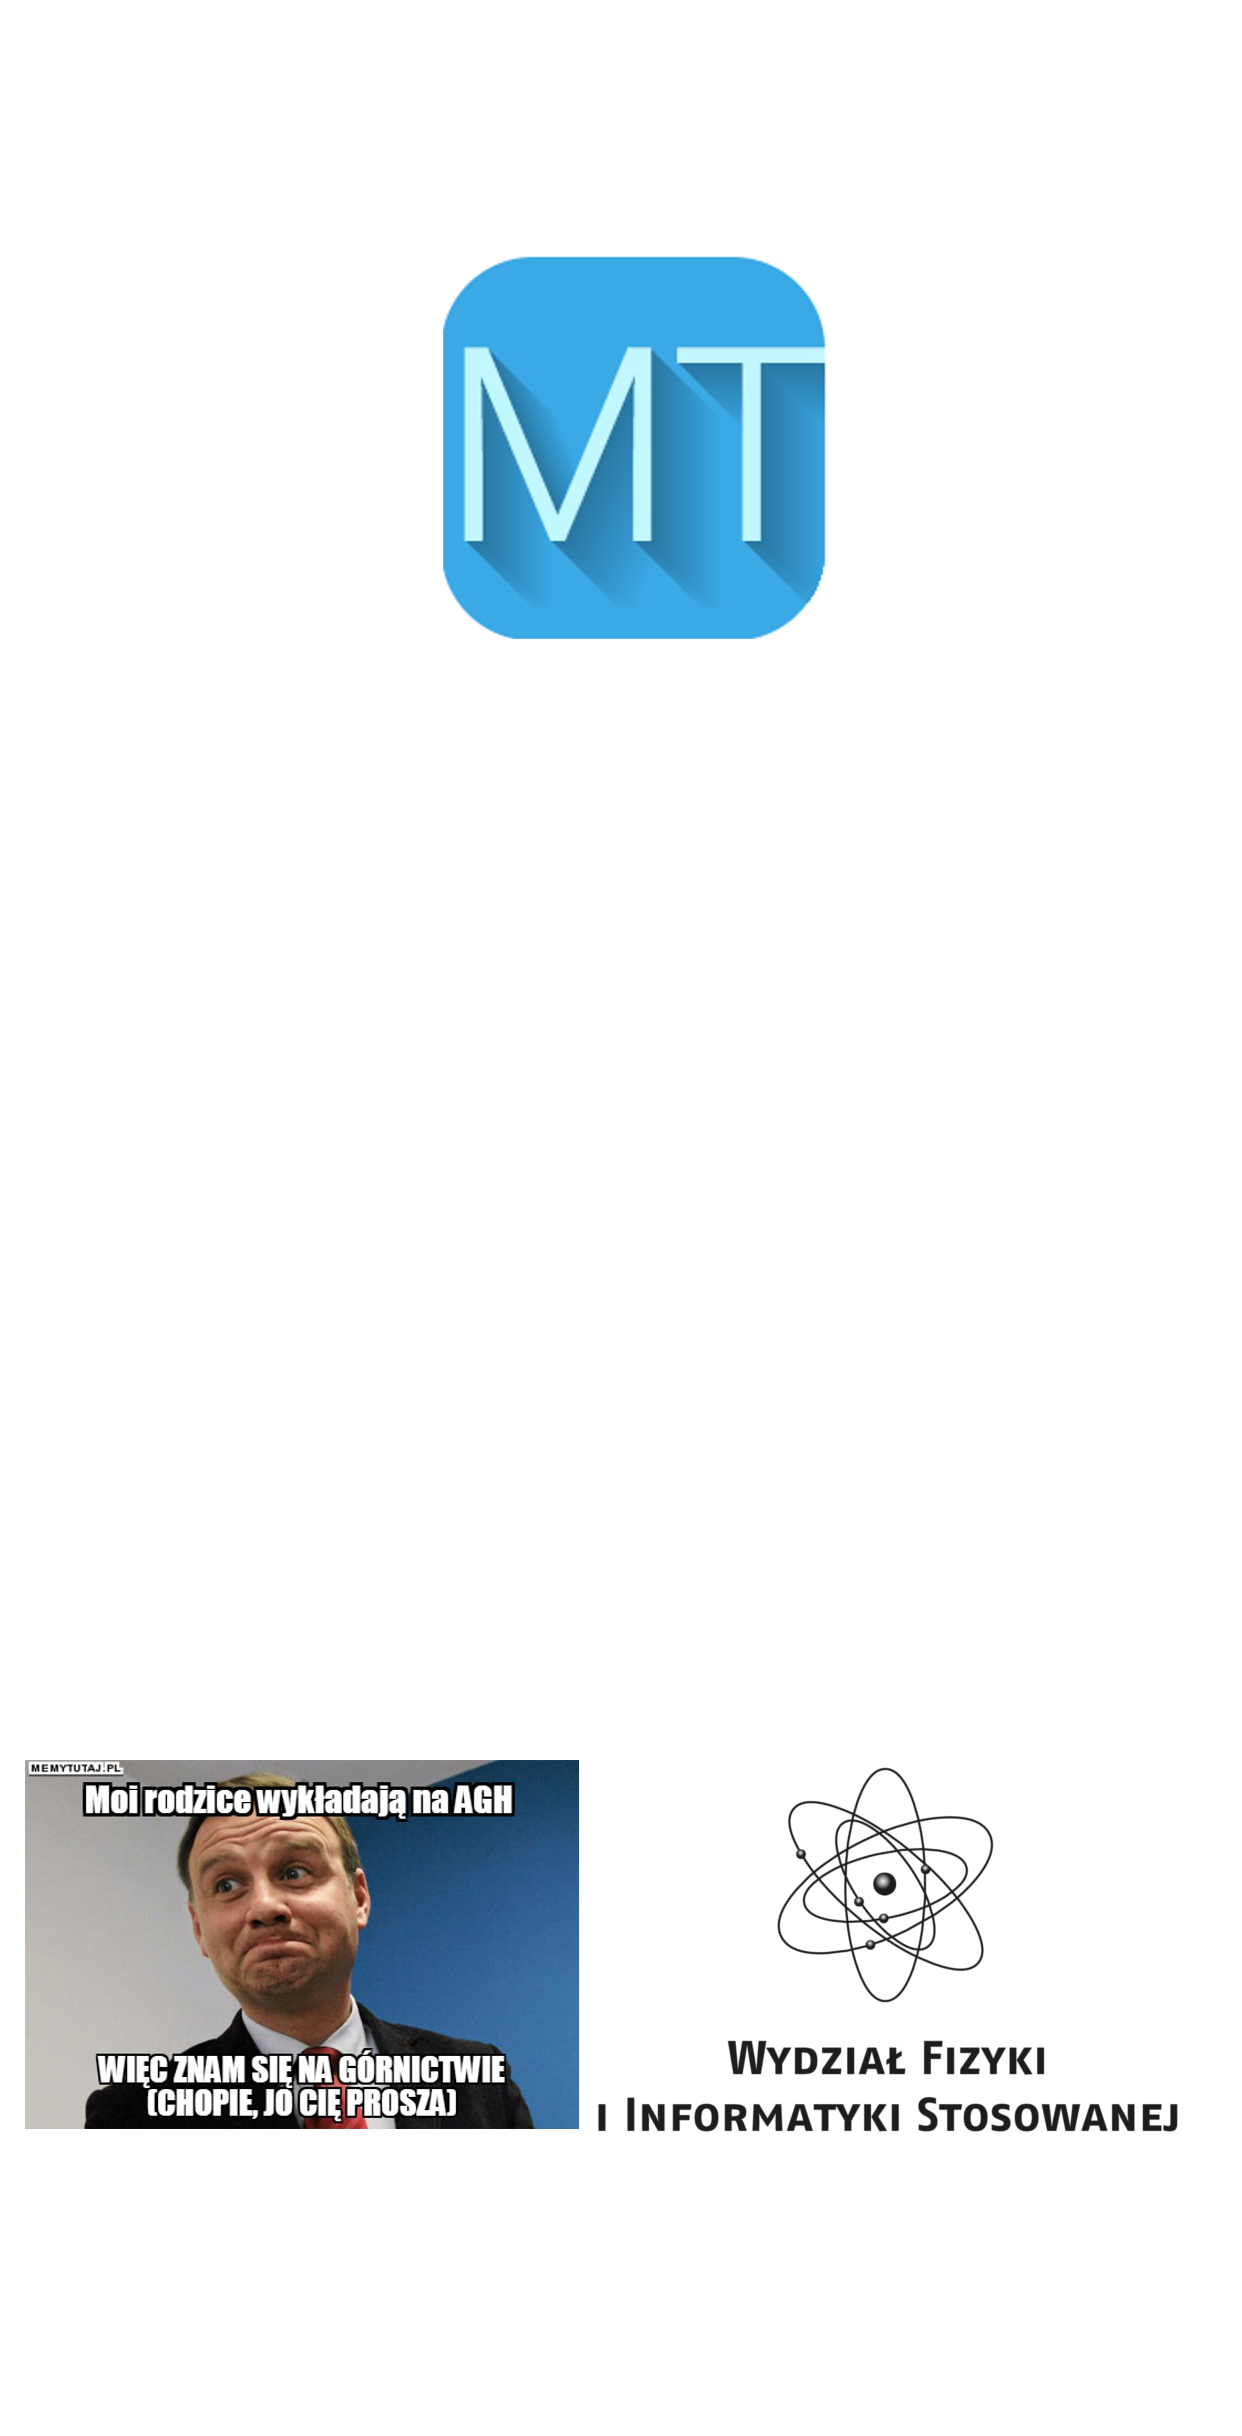 MT
MEMYTUTAJ.PL
Moi rodzice wykładają na AGH
WIĘC ZNAM SIĘ NA GÓRNICTWIE
(CHOPIE, JO CIĘ PROSZA)
Wydział Fizyki
i Informatyki Stosowanej